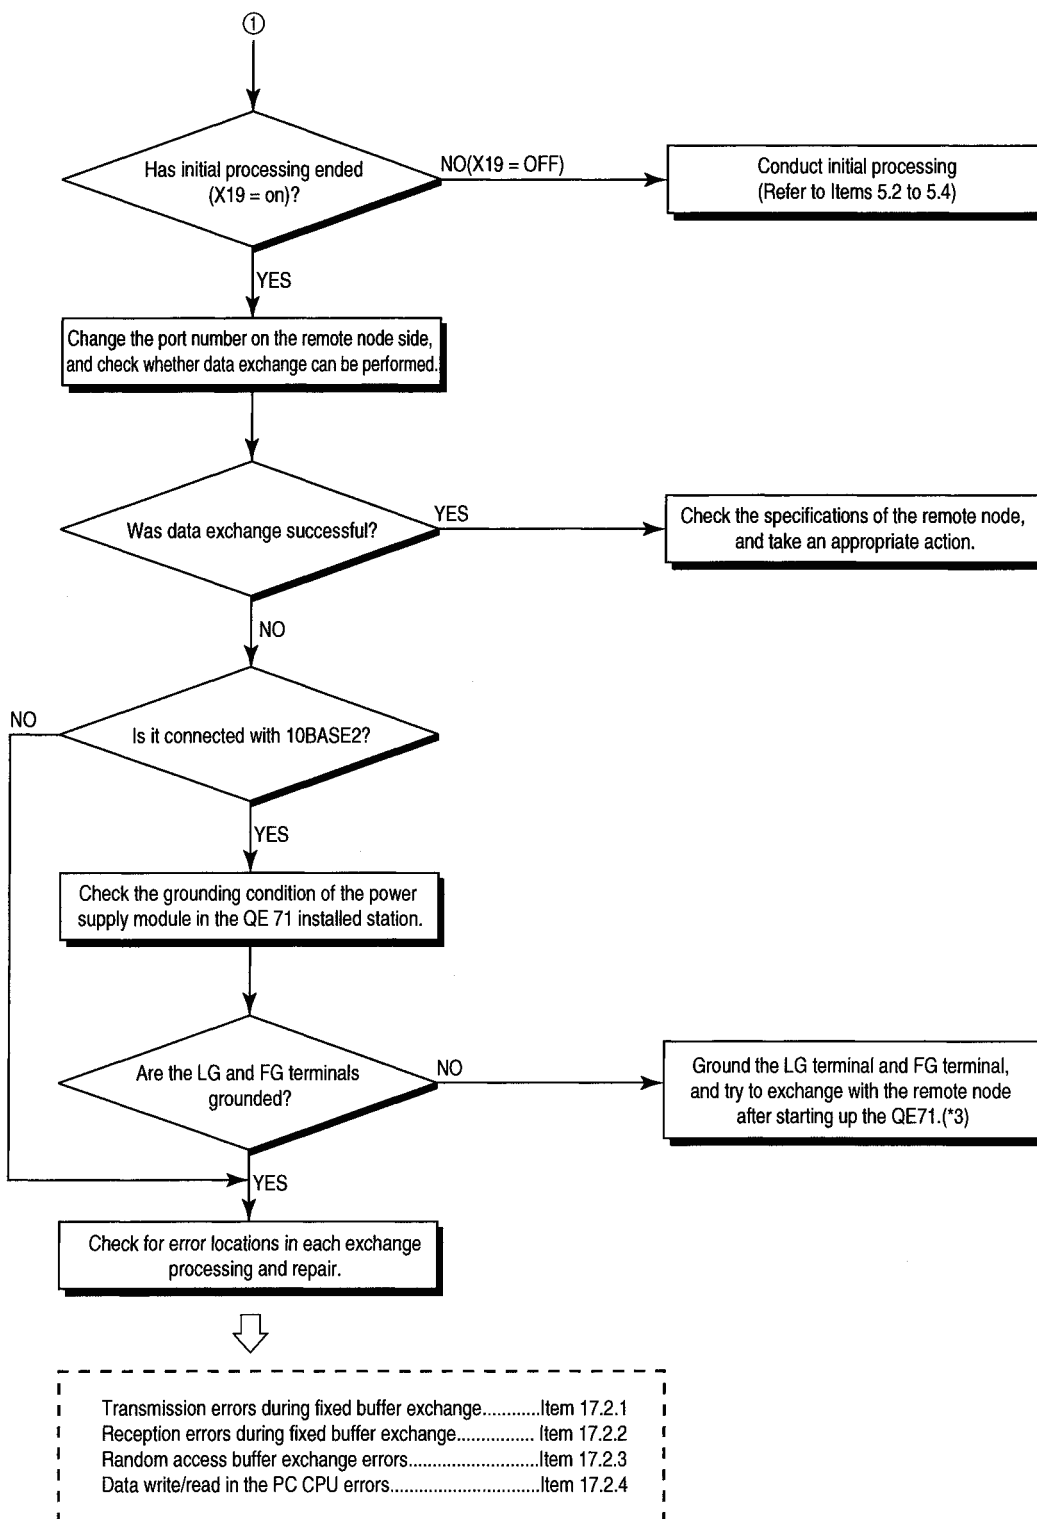 ①
Has initial processing ended
(X19 = on)?
NO(X19 = OFF)
Conduct initial processing
(Refer to Items 5.2 to 5.4)
YES
Change the port number on the remote node side,
and check whether data exchange can be performed.
Was data exchange successful?
YES
Check the specifications of the remote node,
and take an appropriate action.
NO
Is it connected with 10BASE2?
NO
YES
Check the grounding condition of the power
supply module in the QE 71 installed station.
Are the LG and FG terminals
grounded?
NO
Ground the LG terminal and FG terminal,
and try to exchange with the remote node
after starting up the QE71.(*3)
YES
Check for error locations in each exchange
processing and repair.
Transmission errors during fixed buffer exchange...........Item 17.2.1
Reception errors during fixed buffer exchange............... Item 17.2.2
Random access buffer exchange errors.........................Item 17.2.3
Data write/read in the PC CPU errors.............................Item 17.2.4